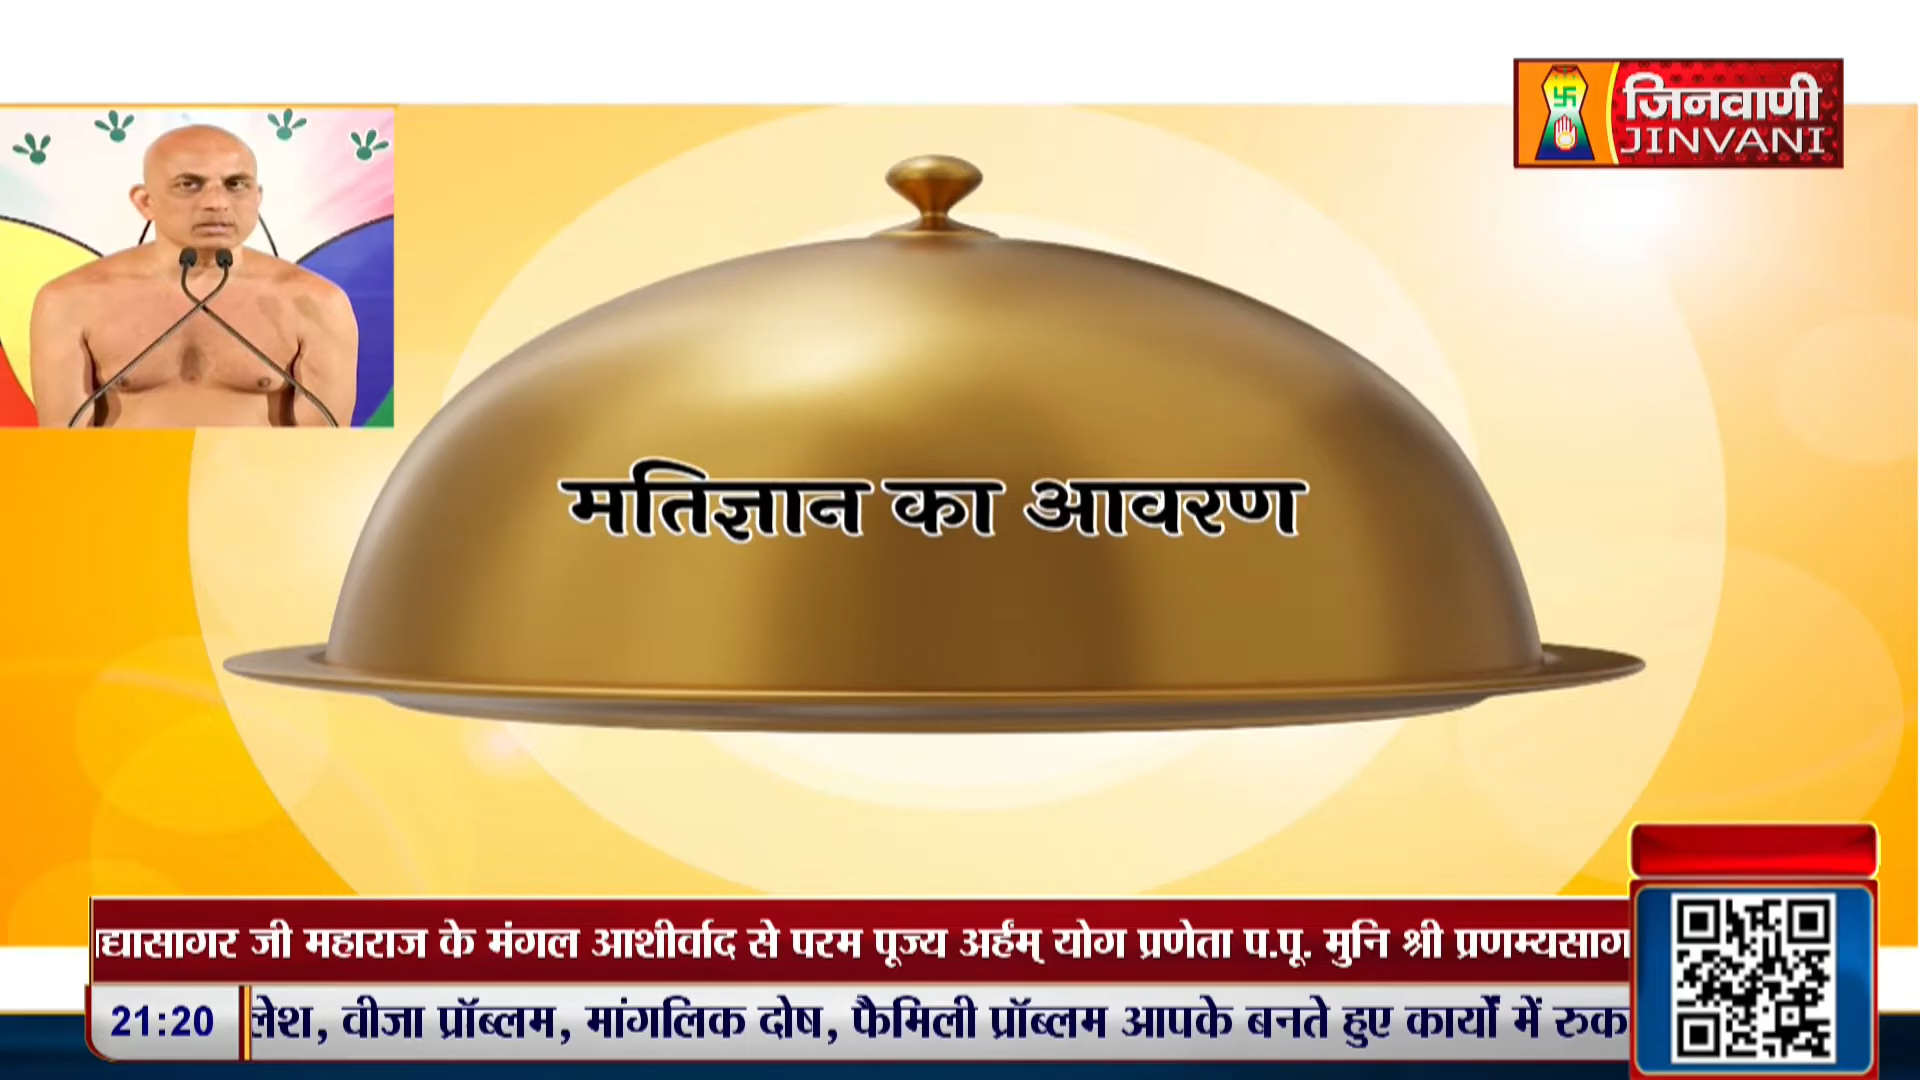 जिनवाणी
JINVANI
मतिज्ञान का आवरण
द्यासागर जी महाराज के मंगल आशीर्वाद से परम पूज्य अर्हंम् योग प्रणेता प.पू. मुनि श्री प्रणम्यसाग
21:20
लेश, वीजा प्रॉब्लम, मांगलिक दोष, फैमिली प्रॉब्लम आपके बनते हुए कार्यों में रुक